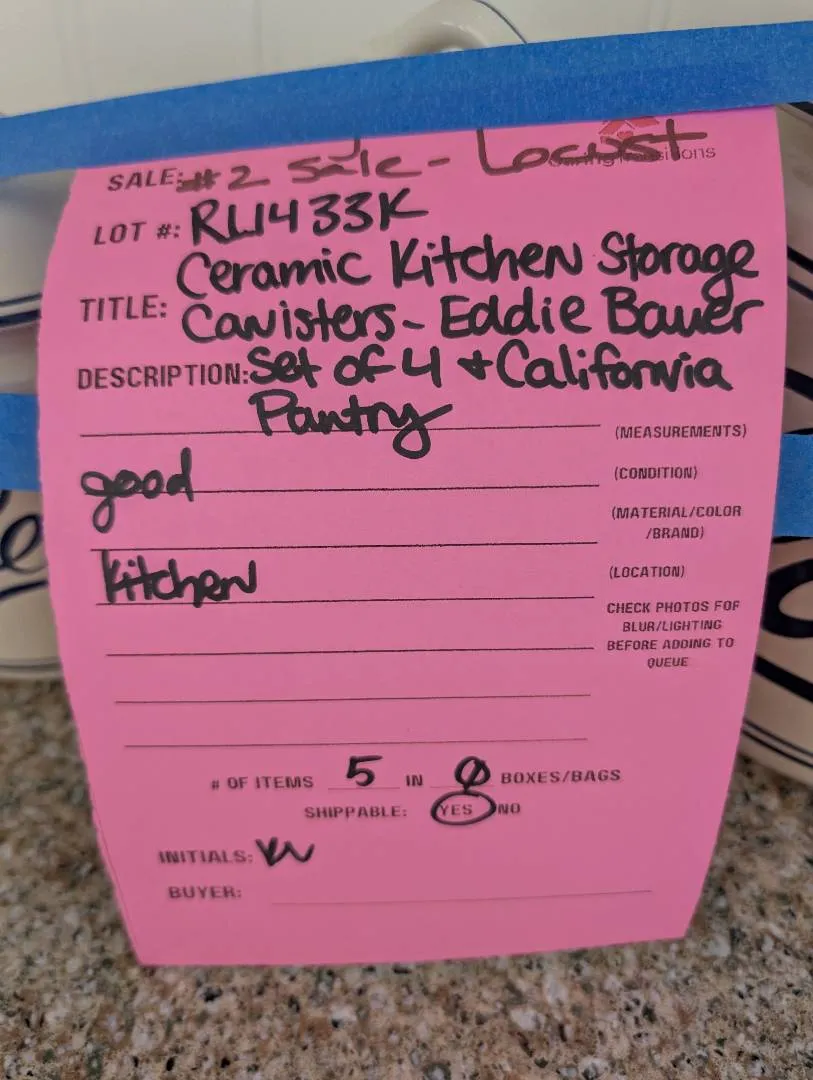 SALE: #2 Sale - Locust
LOT #: RL1433K
TITLE: Ceramic Kitchen Storage
Canisters - Eddie Bauer
DESCRIPTION: Set of 4 + California
Pantry
(MEASUREMENTS)
good (CONDITION)
(MATERIAL/COLOR
/BRAND)
kitchen (LOCATION)
CHECK PHOTOS FOR
BLUR/LIGHTING
BEFORE ADDING TO
QUEUE
# OF ITEMS 5 IN Ø BOXES/BAGS
SHIPPABLE: YES NO
INITIALS:
BUYER: